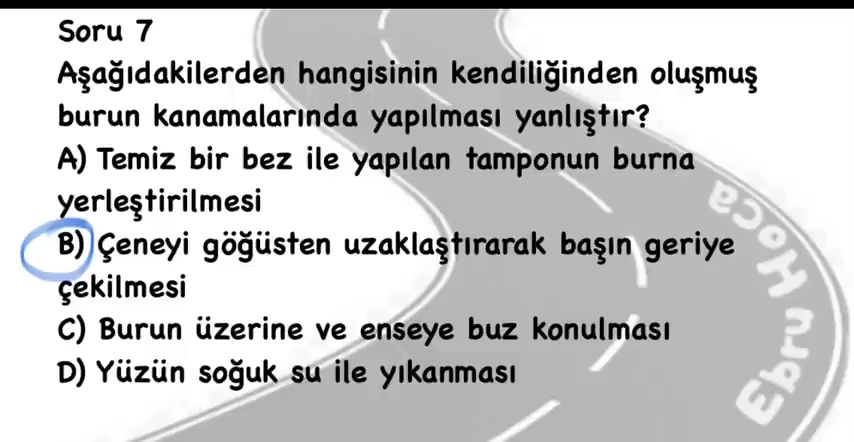 Soru 7
Aşağıdakilerden hangisinin kendiliğinden oluşmuş
burun kanamalarında yapılması yanlıştır?
A) Temiz bir bez ile yapılan tamponun burna
yerleştirilmesi
B) Çeneyi göğüsten uzaklaştırarak başın geriye
çekilmesi
C) Burun üzerine ve enseye buz konulması
D) Yüzün soğuk su ile yıkanması
Ebru Hoca